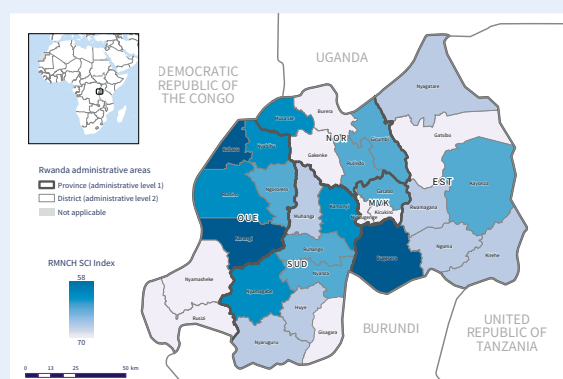 UGANDA
DEMOCRATIC
REPUBLIC OF
THE CONGO
Nyagatare
Burera
Musanze
NOR
Gicumbi
Gatsibo
Rubavu
Nyabihu
Gakenke
Rulindo
EST
Kayonza
Rwanda administrative areas
Province (administrative level 1)
District (administrative level 2)
Not applicable
Rutsiro
Ngororero
Gasabo
MVK
Muhanga
Kamonyi
Nyarugenge
Kicukiro
Rwamagana
OUE
Karongi
Ruhango
Ngoma
Kirehe
Bugesera
RMNCH SCI Index
58
70
SUD
Nyanza
Nyamasheke
Nyamagabe
Huye
Rusizi
Gisagara
Nyaruguru
BURUNDI
UNITED
REPUBLIC OF
TANZANIA
0 13 25 50 km